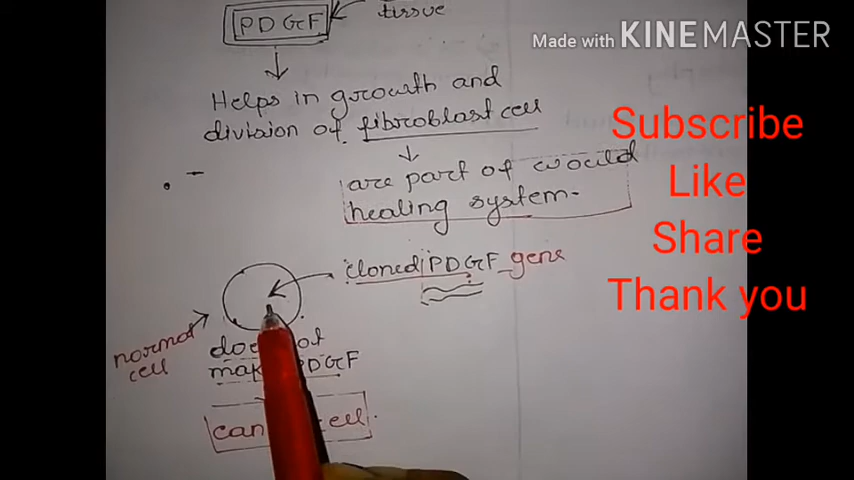 tissue
PDGF
Made with KINEMASTER
Helps in growth and
division of fibroblast cell
are part of would
healing system.
cloned PDGF gene
normal
cell
make PDGF
cell
Subscribe
Like
Share
Thank you